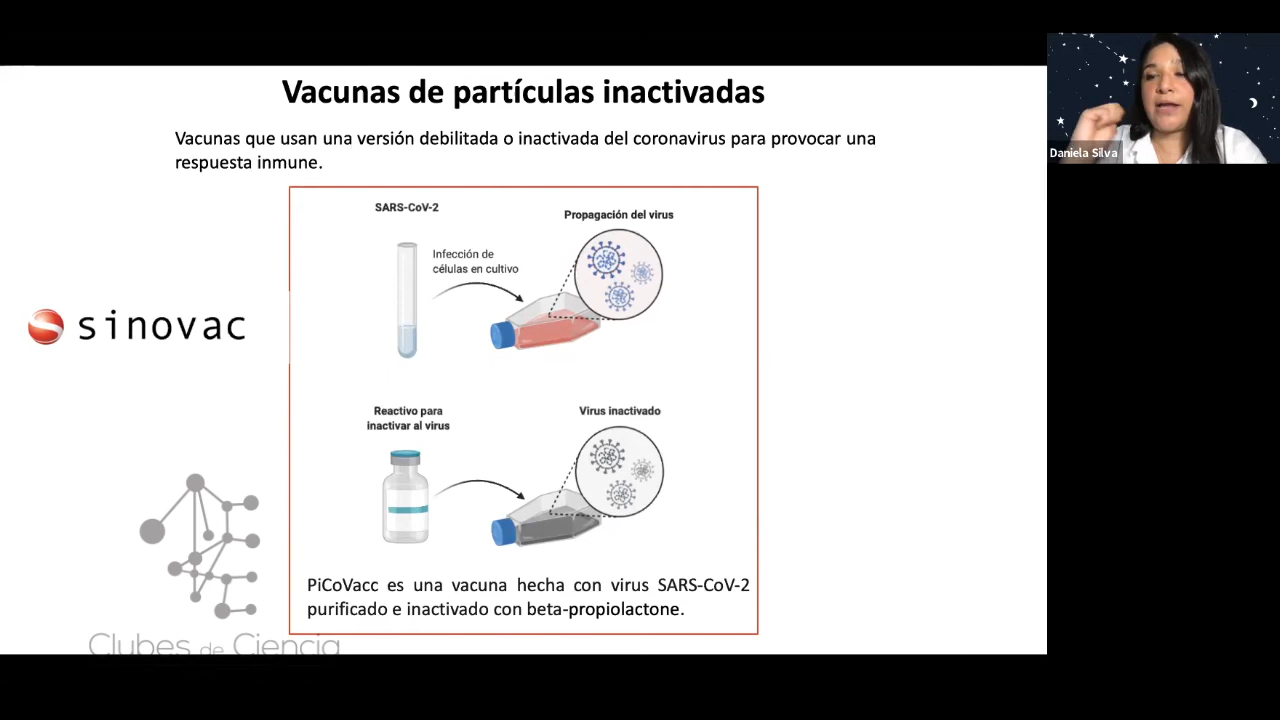 Vacunas de partículas inactivadas
Vacunas que usan una versión debilitada o inactivada del coronavirus para provocar una
respuesta inmune.
SARS-CoV-2
Propagación del virus
Infección de
células en cultivo
sinovac
Reactivo para
inactivar al virus
Virus inactivado
PiCoVacc es una vacuna hecha con virus SARS-CoV-2
purificado e inactivado con beta-propiolactone.
Clubes de Ciencia
Daniela Silva